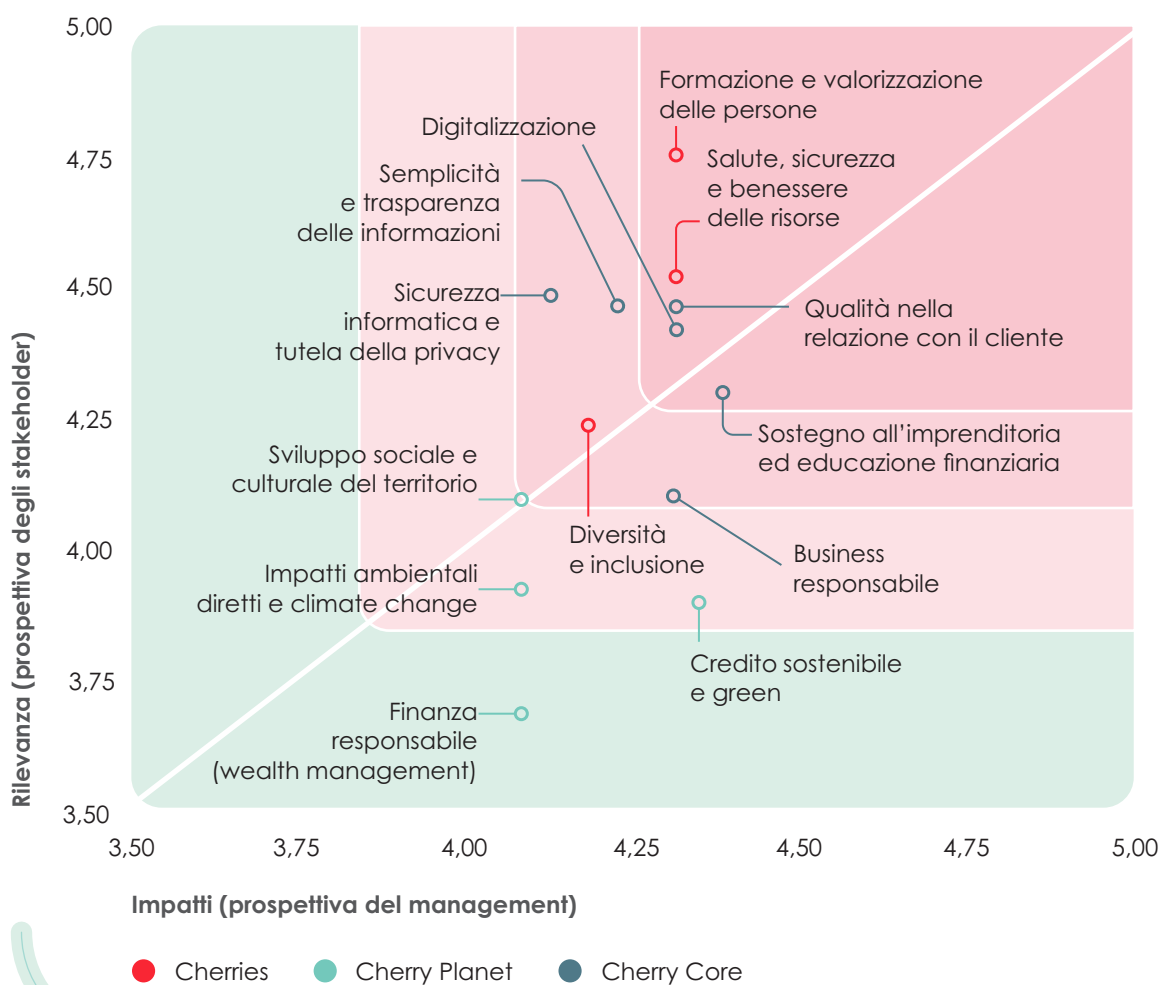 5,00
Formazione e valorizzazione
delle persone
Digitalizzazione
4,75
Salute, sicurezza
e benessere
delle risorse
Semplicità
e trasparenza
delle informazioni
4,50
Sicurezza
informatica e
tutela della privacy
Qualità nella
relazione con il cliente
Rilevanza (prospettiva degli stakeholder)
4,25
Sostegno all'imprenditoria
ed educazione finanziaria
Sviluppo sociale e
culturale del territorio
Diversità
e inclusione
4,00
Business
responsabile
Impatti ambientali
diretti e climate change
3,75
Credito sostenibile
e green
Finanza
responsabile
(wealth management)
3,50
3,50 3,75 4,00 4,25 4,50 4,75 5,00
Impatti (prospettiva del management)
Cherries Cherry Planet Cherry Core